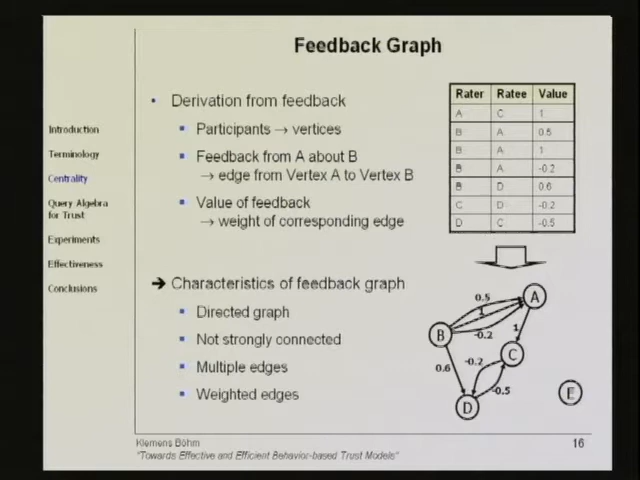 Feedback Graph
Introduction
Terminology
Centrality
Query Algebra
for Trust
Experiments
Effectiveness
Conclusions
• Derivation from feedback
▪ Participants → vertices
▪ Feedback from A about B
→ edge from Vertex A to Vertex B
▪ Value of feedback
→ weight of corresponding edge
➔ Characteristics of feedback graph
▪ Directed graph
▪ Not strongly connected
▪ Multiple edges
▪ Weighted edges
Rater Ratee Value
A C 1
B A 0.5
B A 1
B A -0.2
B D 0.6
C D -0.2
D C -0.5
0.5
A
1
B
-0.2
1
C
0.6
-0.2
-0.5
D
E
Klemens Böhm
16
"Towards Effective and Efficient Behavior-based Trust Models"